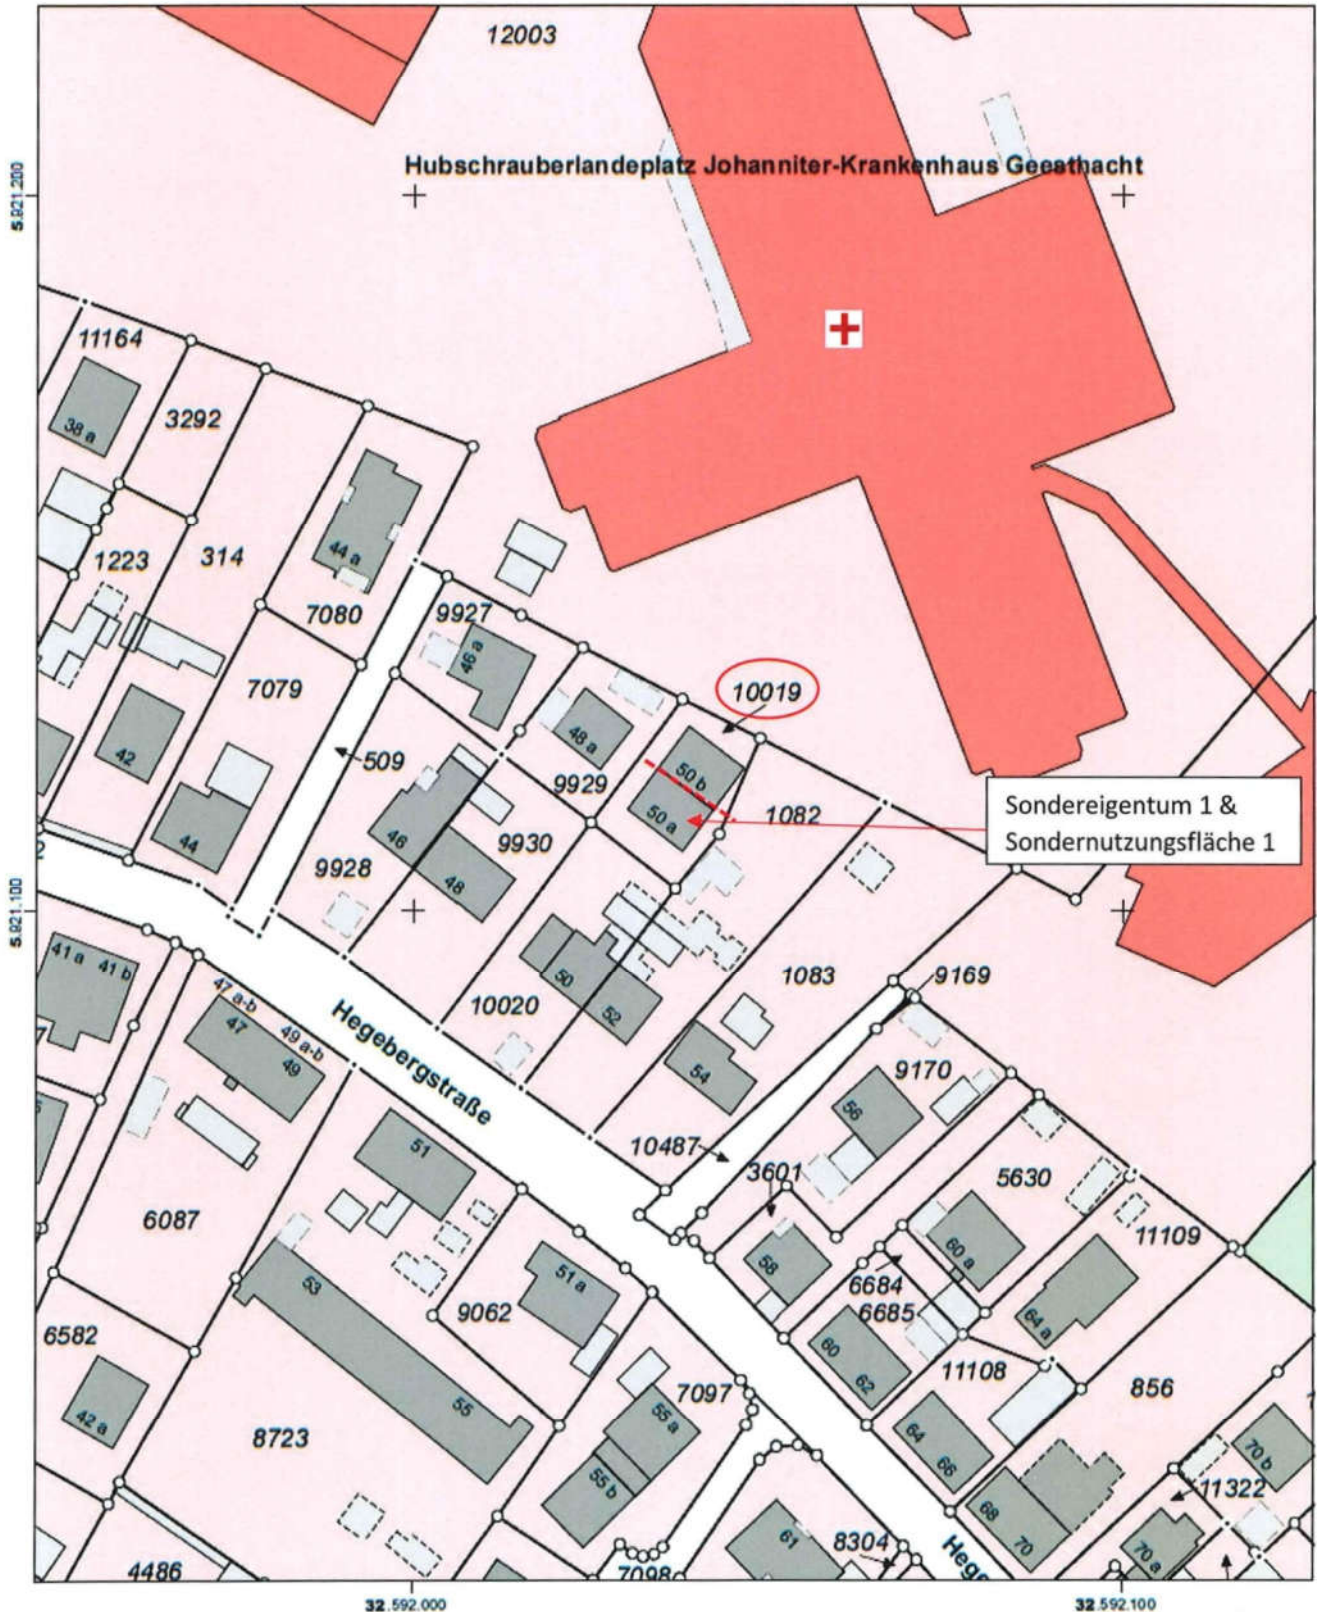 12003
5.921.200
Hubschrauberlandeplatz Johanniter-Krankenhaus Geesthacht
11164
38 a
3292
1223
314
44 a
7080
9927
46 a
7079
10019
48 a
50 b
42
509
9929
50 a
1082
Sondereigentum 1 &
Sondernutzungsfläche 1
44
46
9930
9928
48
5.921.100
41 a
41 b
50
52
1083
9169
10020
47 a-b
47
49 a-b
49
Hegebergstraße
54
9170
56
51
10487
3601
5630
6087
58
60 a
11109
6684
53
51 a
9062
6685
64 a
6582
60
62
11108
856
7097
42 a
8723
55
55 a
64
66
70 b
55 b
68
70
11322
61
8304
70 a
4486
7098
32.592.000
32.592.100